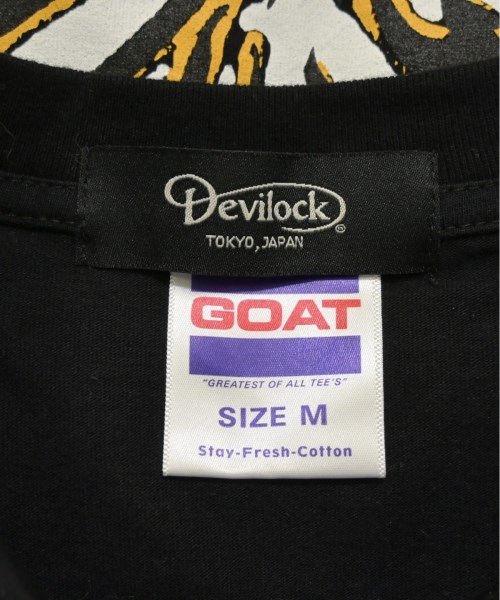 Devilock
TOKYO, JAPAN
GOAT
"GREATEST OF ALL TEE'S"
SIZE M
Stay-Fresh-Cotton